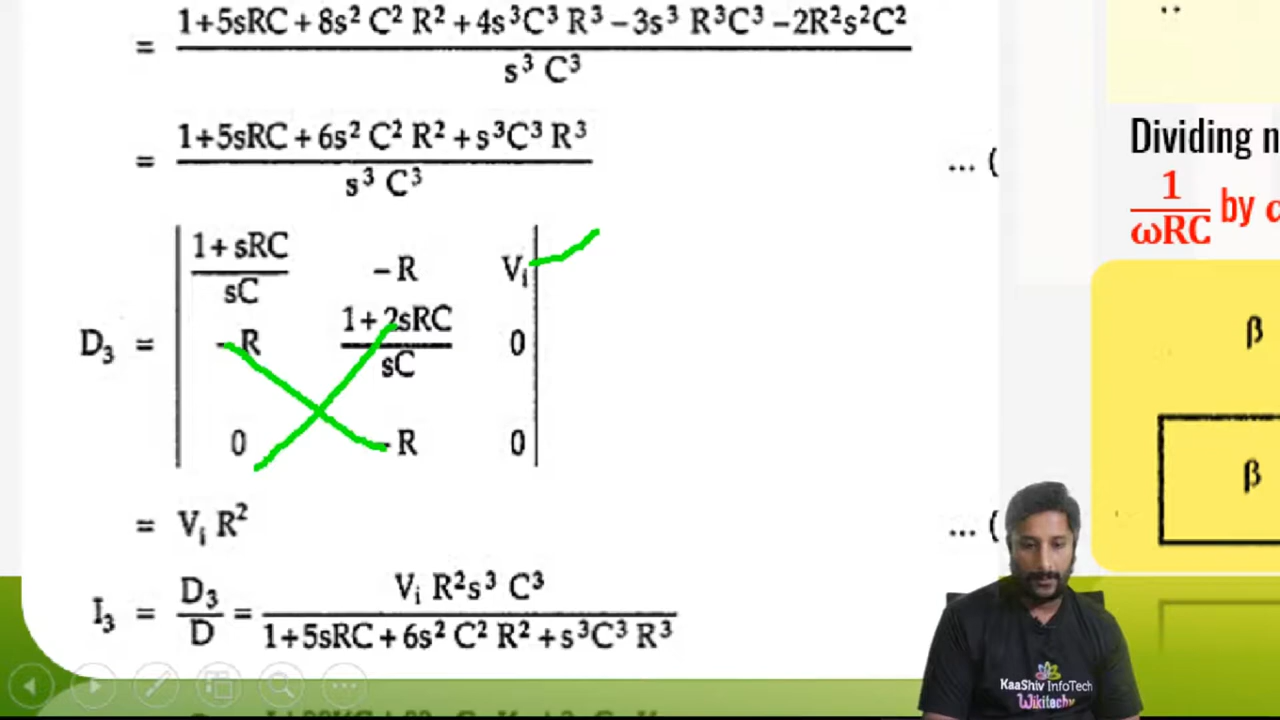 = 1+5sRC+8s² C² R²+4s³C³ R³−3s³ R³C³−2R²s²C² / s³ C³
= 1+5sRC+6s² C² R²+s³C³ R³ / s³ C³ ... (
D₃ = | 1+sRC / sC −R Vᵢ |
| −R 1+2sRC / sC 0 |
| 0 −R 0 |
= Vᵢ R² ... (
I₃ = D₃ / D = Vᵢ R²s³ C³ / 1+5sRC+6s² C² R²+s³C³ R³
Dividing n
1 / ωRC by
β
β
KaaShiv InfoTech
Wikitechy